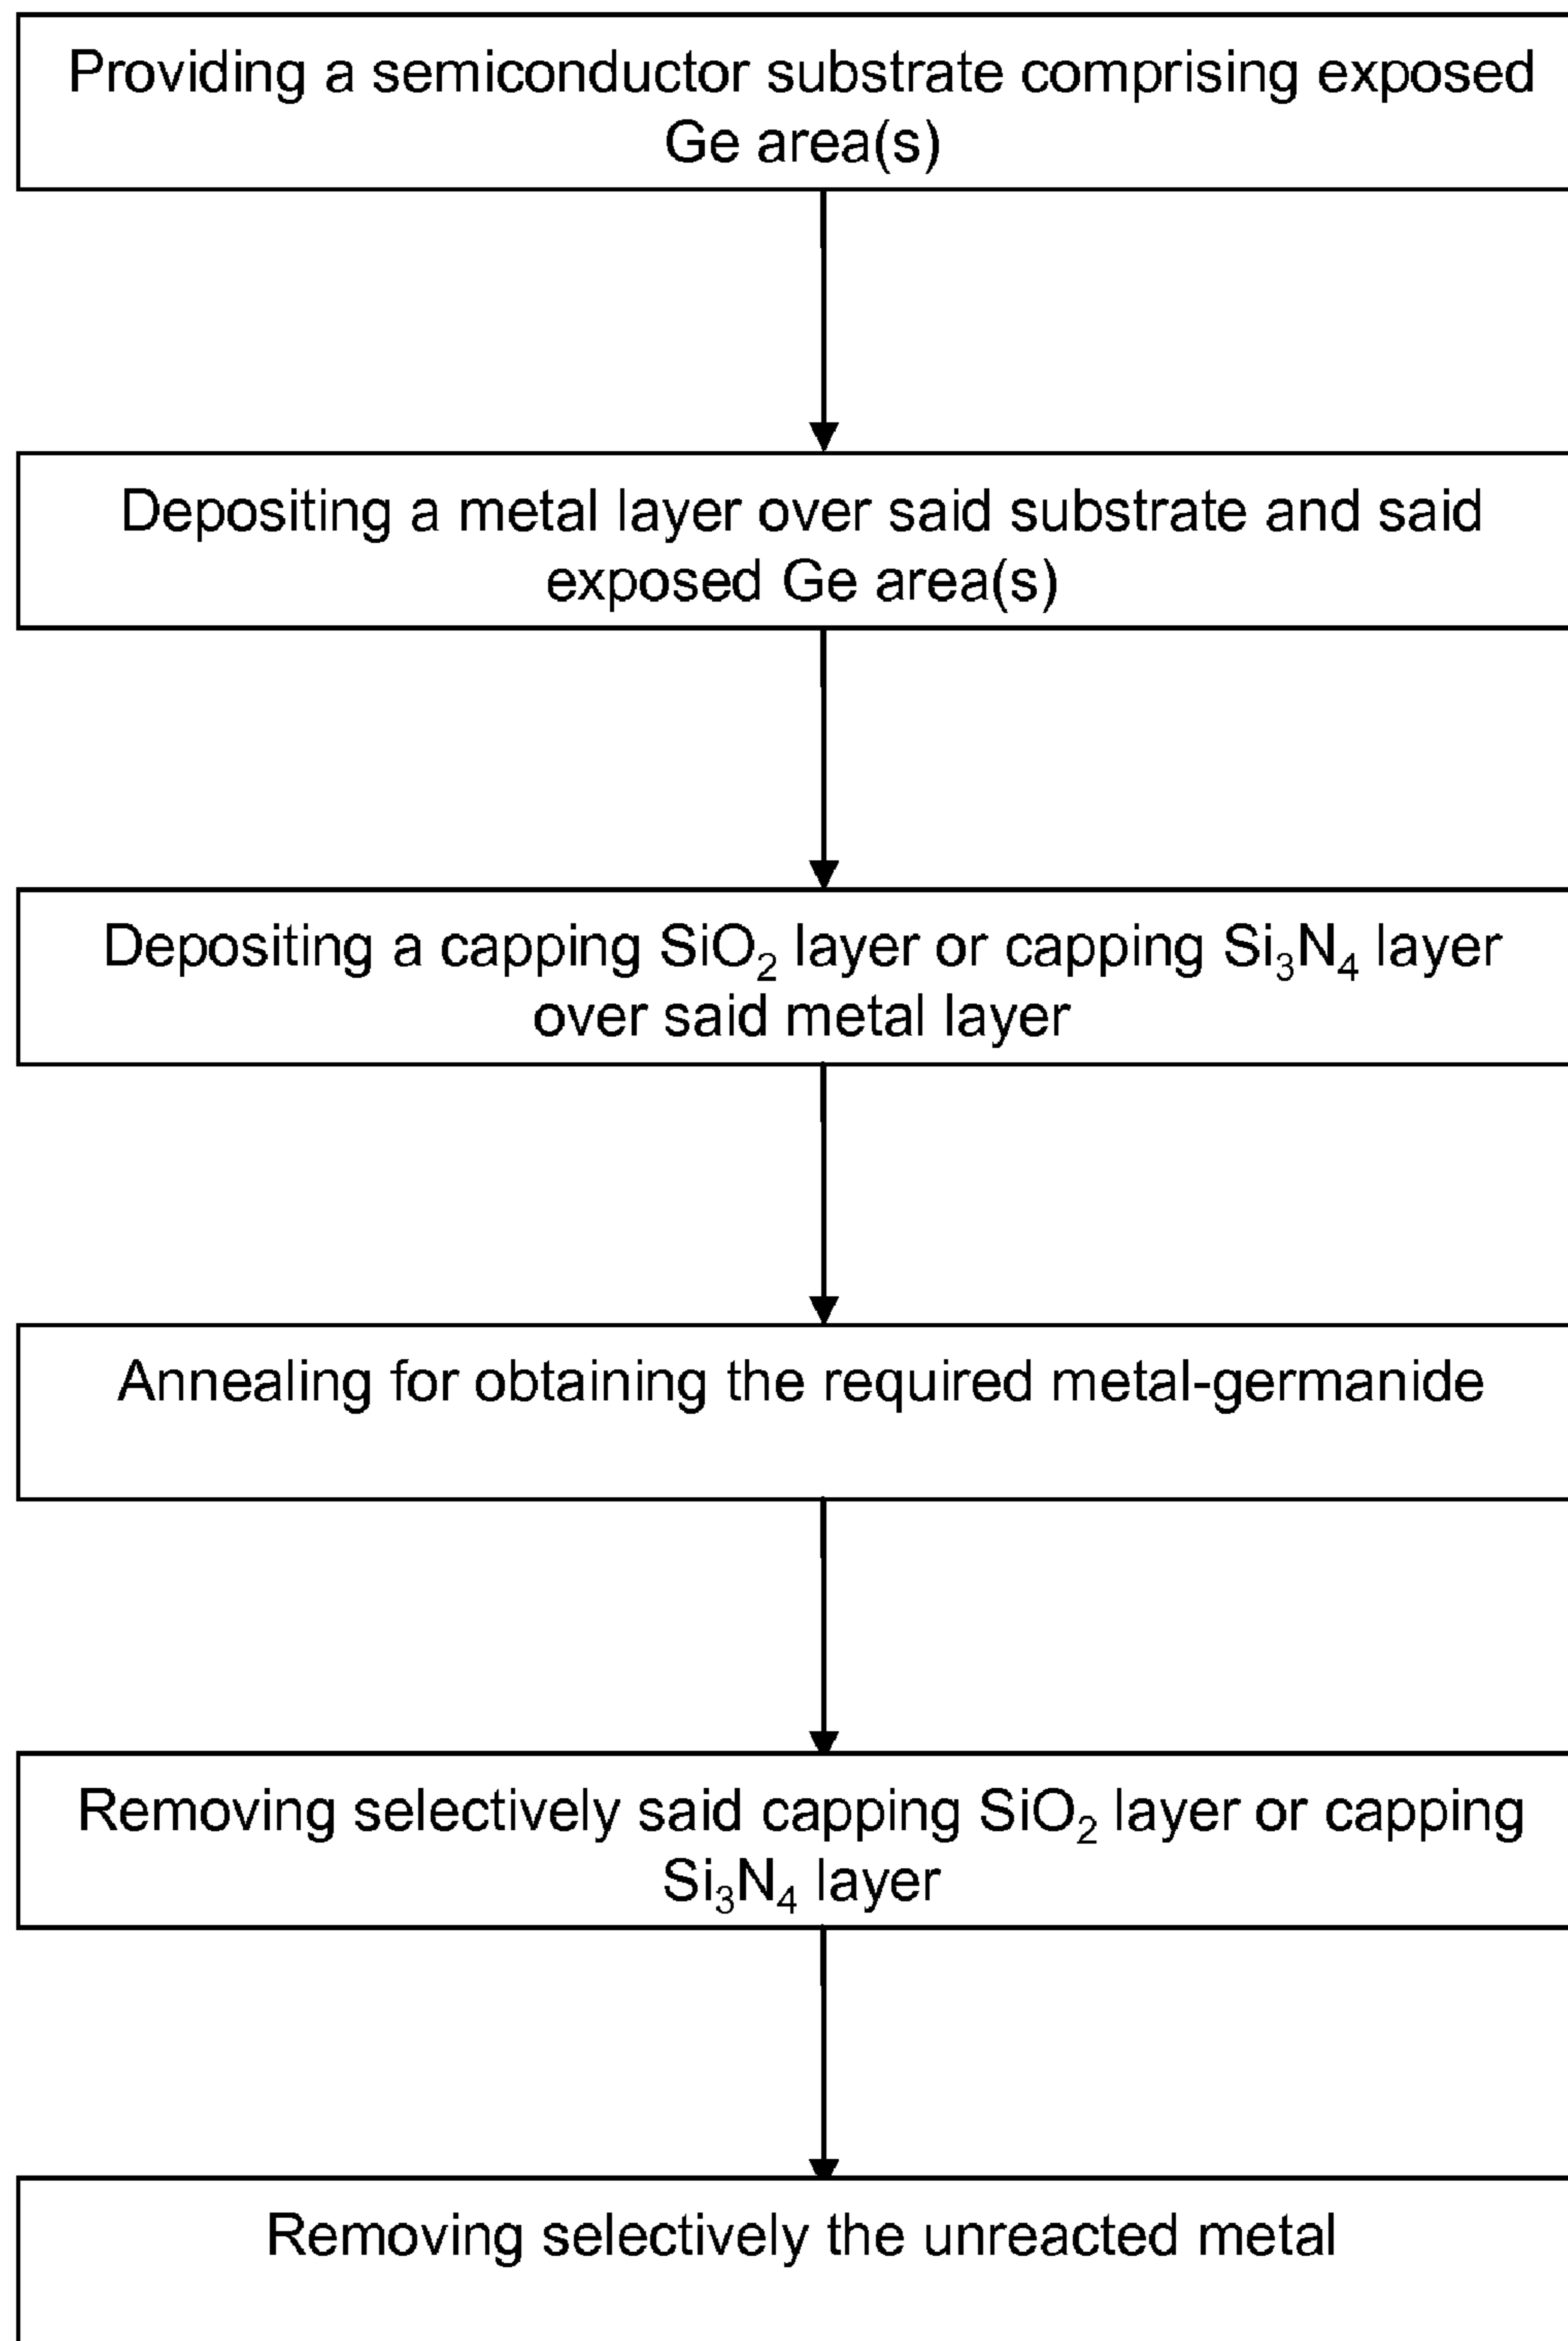 Providing a semiconductor substrate comprising exposed
Ge area(s)
Depositing a metal layer over said substrate and said
exposed Ge area(s)
Depositing a capping SiO₂ layer or capping Si₃N₄ layer
over said metal layer
Annealing for obtaining the required metal-germanide
Removing selectively said capping SiO₂ layer or capping
Si₃N₄ layer
Removing selectively the unreacted metal